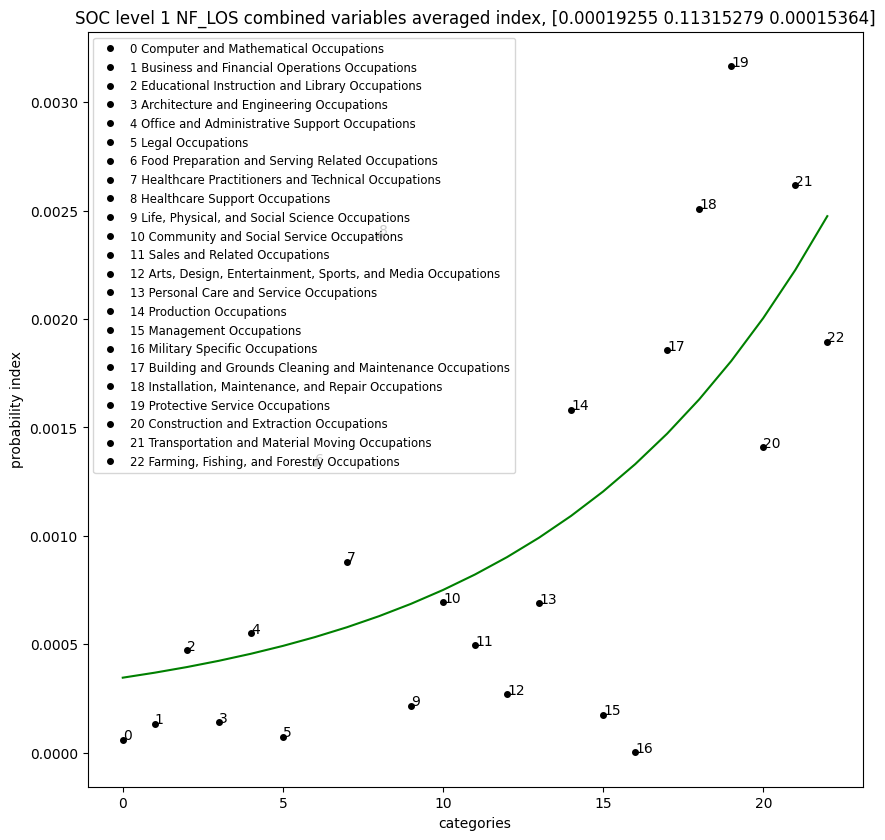 SOC level 1 NF_LOS combined variables averaged index, [0.00019255 0.11315279 0.00015364]
0 Computer and Mathematical Occupations
1 Business and Financial Operations Occupations
2 Educational Instruction and Library Occupations
3 Architecture and Engineering Occupations
4 Office and Administrative Support Occupations
5 Legal Occupations
6 Food Preparation and Serving Related Occupations
7 Healthcare Practitioners and Technical Occupations
8 Healthcare Support Occupations
9 Life, Physical, and Social Science Occupations
10 Community and Social Service Occupations
11 Sales and Related Occupations
12 Arts, Design, Entertainment, Sports, and Media Occupations
13 Personal Care and Service Occupations
14 Production Occupations
15 Management Occupations
16 Military Specific Occupations
17 Building and Grounds Cleaning and Maintenance Occupations
18 Installation, Maintenance, and Repair Occupations
19 Protective Service Occupations
20 Construction and Extraction Occupations
21 Transportation and Material Moving Occupations
22 Farming, Fishing, and Forestry Occupations
probability index
0.0030
0.0025
0.0020
0.0015
0.0010
0.0005
0.0000
19
8
21
18
22
17
14
20
6
7
10
13
4
2
11
12
9
15
3
1
5
0
16
0
5
10
15
20
categories